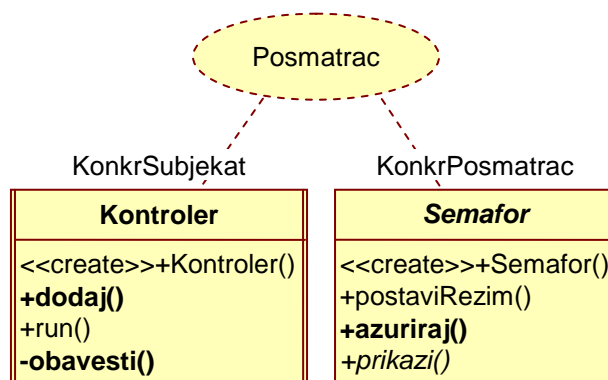 Posmatrac
KonkrSubjekat
KonkrPosmatrac
Kontroler
<<create>>+Kontroler()
+dodaj()
+run()
-obavesti()
Semafor
<<create>>+Semafor()
+postaviRezim()
+azuriraj()
+prikazi()